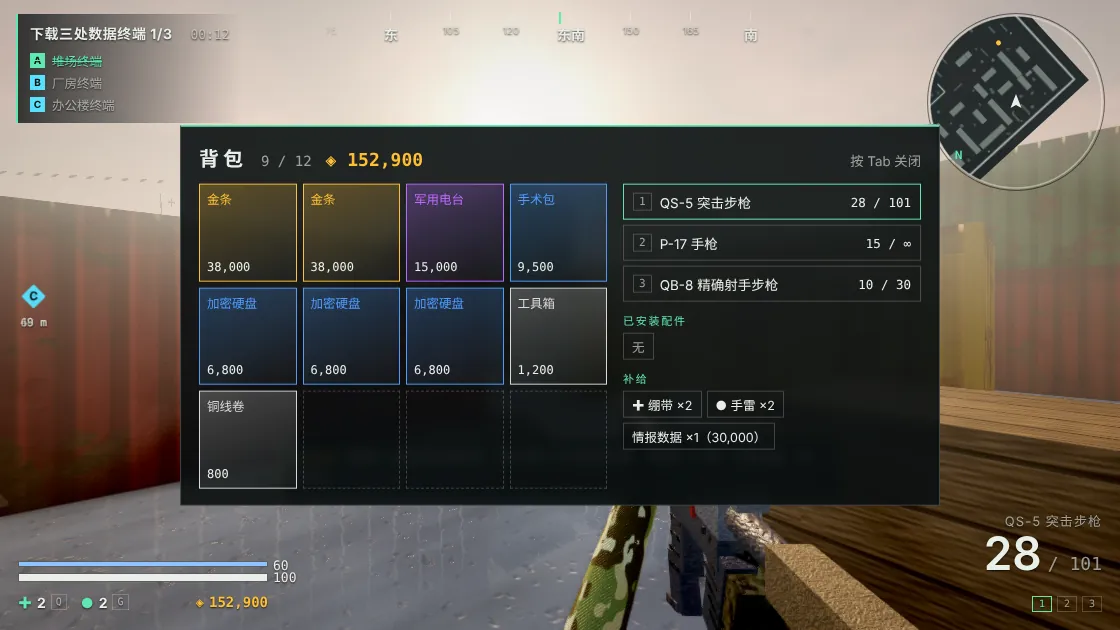 下载三处数据终端 1/3 00:12
A 堆场终端
B 厂房终端
C 办公楼终端
75 东 105 120 东南 150 165 南
N
C
69 m
背包 9 / 12 152,900
按 Tab 关闭
金条 38,000
金条 38,000
军用电台 15,000
手术包 9,500
加密硬盘 6,800
加密硬盘 6,800
加密硬盘 6,800
工具箱 1,200
铜线卷 800
1 QS-5 突击步枪 28 / 101
2 P-17 手枪 15 / ∞
3 QB-8 精确射手步枪 10 / 30
已安装配件
无
补给
绷带 ×2 手雷 ×2
情报数据 ×1（30,000）
60
100
2 Q 2 G 152,900
QS-5 突击步枪
28 / 101
1 2 3